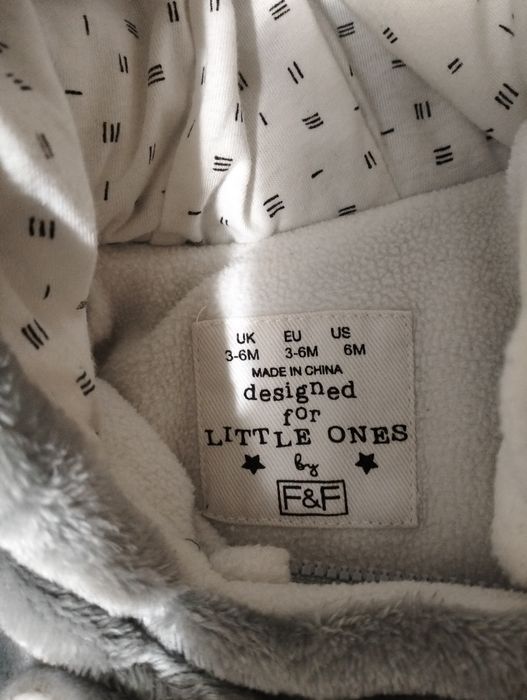 UK EU US
3-6M 3-6M 6M
MADE IN CHINA
designed
for
LITTLE ONES
by
F&F